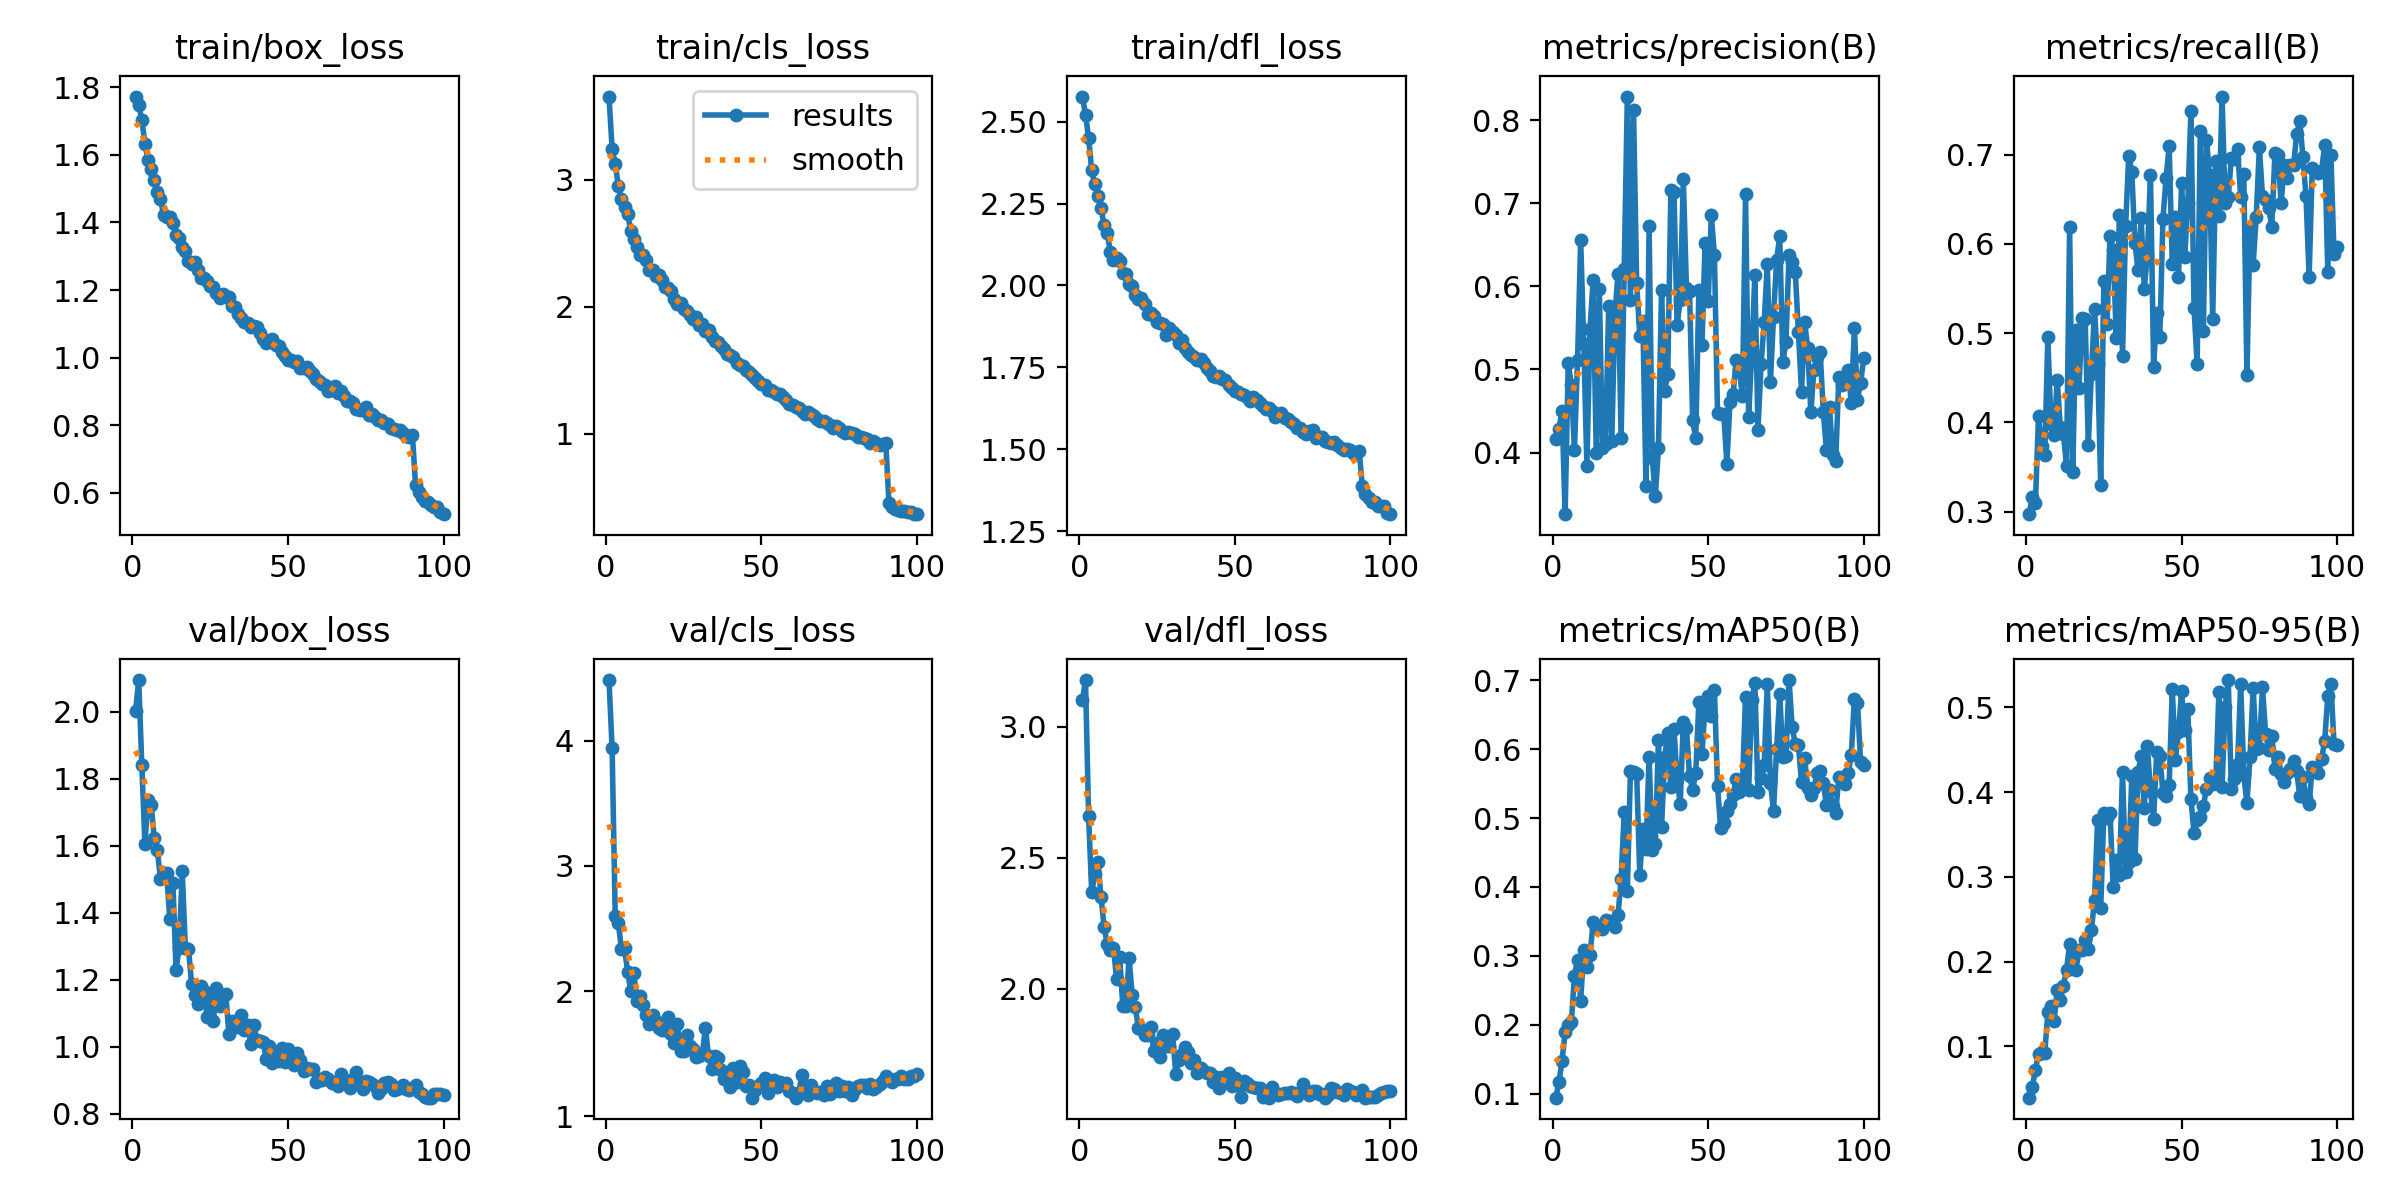 train/box_loss
1.8
1.6
1.4
1.2
1.0
0.8
0.6
0 50 100
train/cls_loss
results
smooth
3
2
1
0 50 100
train/dfl_loss
2.50
2.25
2.00
1.75
1.50
1.25
0 50 100
metrics/precision(B)
0.8
0.7
0.6
0.5
0.4
0 50 100
metrics/recall(B)
0.7
0.6
0.5
0.4
0.3
0 50 100
val/box_loss
2.0
1.8
1.6
1.4
1.2
1.0
0.8
0 50 100
val/cls_loss
4
3
2
1
0 50 100
val/dfl_loss
3.0
2.5
2.0
0 50 100
metrics/mAP50(B)
0.7
0.6
0.5
0.4
0.3
0.2
0.1
0 50 100
metrics/mAP50-95(B)
0.5
0.4
0.3
0.2
0.1
0 50 100